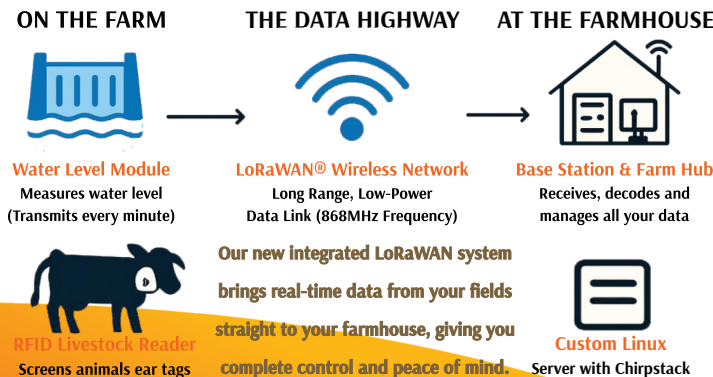 ON THE FARM
THE DATA HIGHWAY
AT THE FARMHOUSE
Water Level Module
Measures water level
(Transmits every minute)
LoRaWAN® Wireless Network
Long Range, Low-Power
Data Link (868MHz Frequency)
Base Station & Farm Hub
Receives, decodes and
manages all your data
RFID Livestock Reader
Screens animals ear tags
Our new integrated LoRaWAN system
brings real-time data from your fields
straight to your farmhouse, giving you
complete control and peace of mind.
Custom Linux
Server with Chirpstack